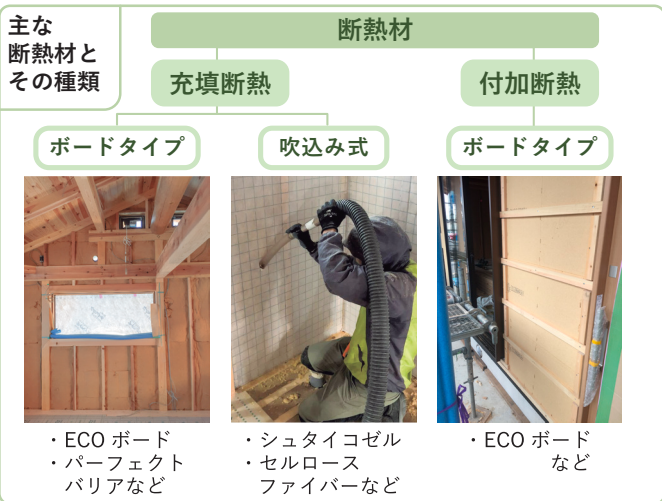 主な
断熱材と
その種類
断熱材
充填断熱
付加断熱
ボードタイプ
吹込み式
ボードタイプ
・ECO ボード
・パーフェクト
バリアなど
・シュタイコゼル
・セルロース
ファイバーなど
・ECO ボード
など